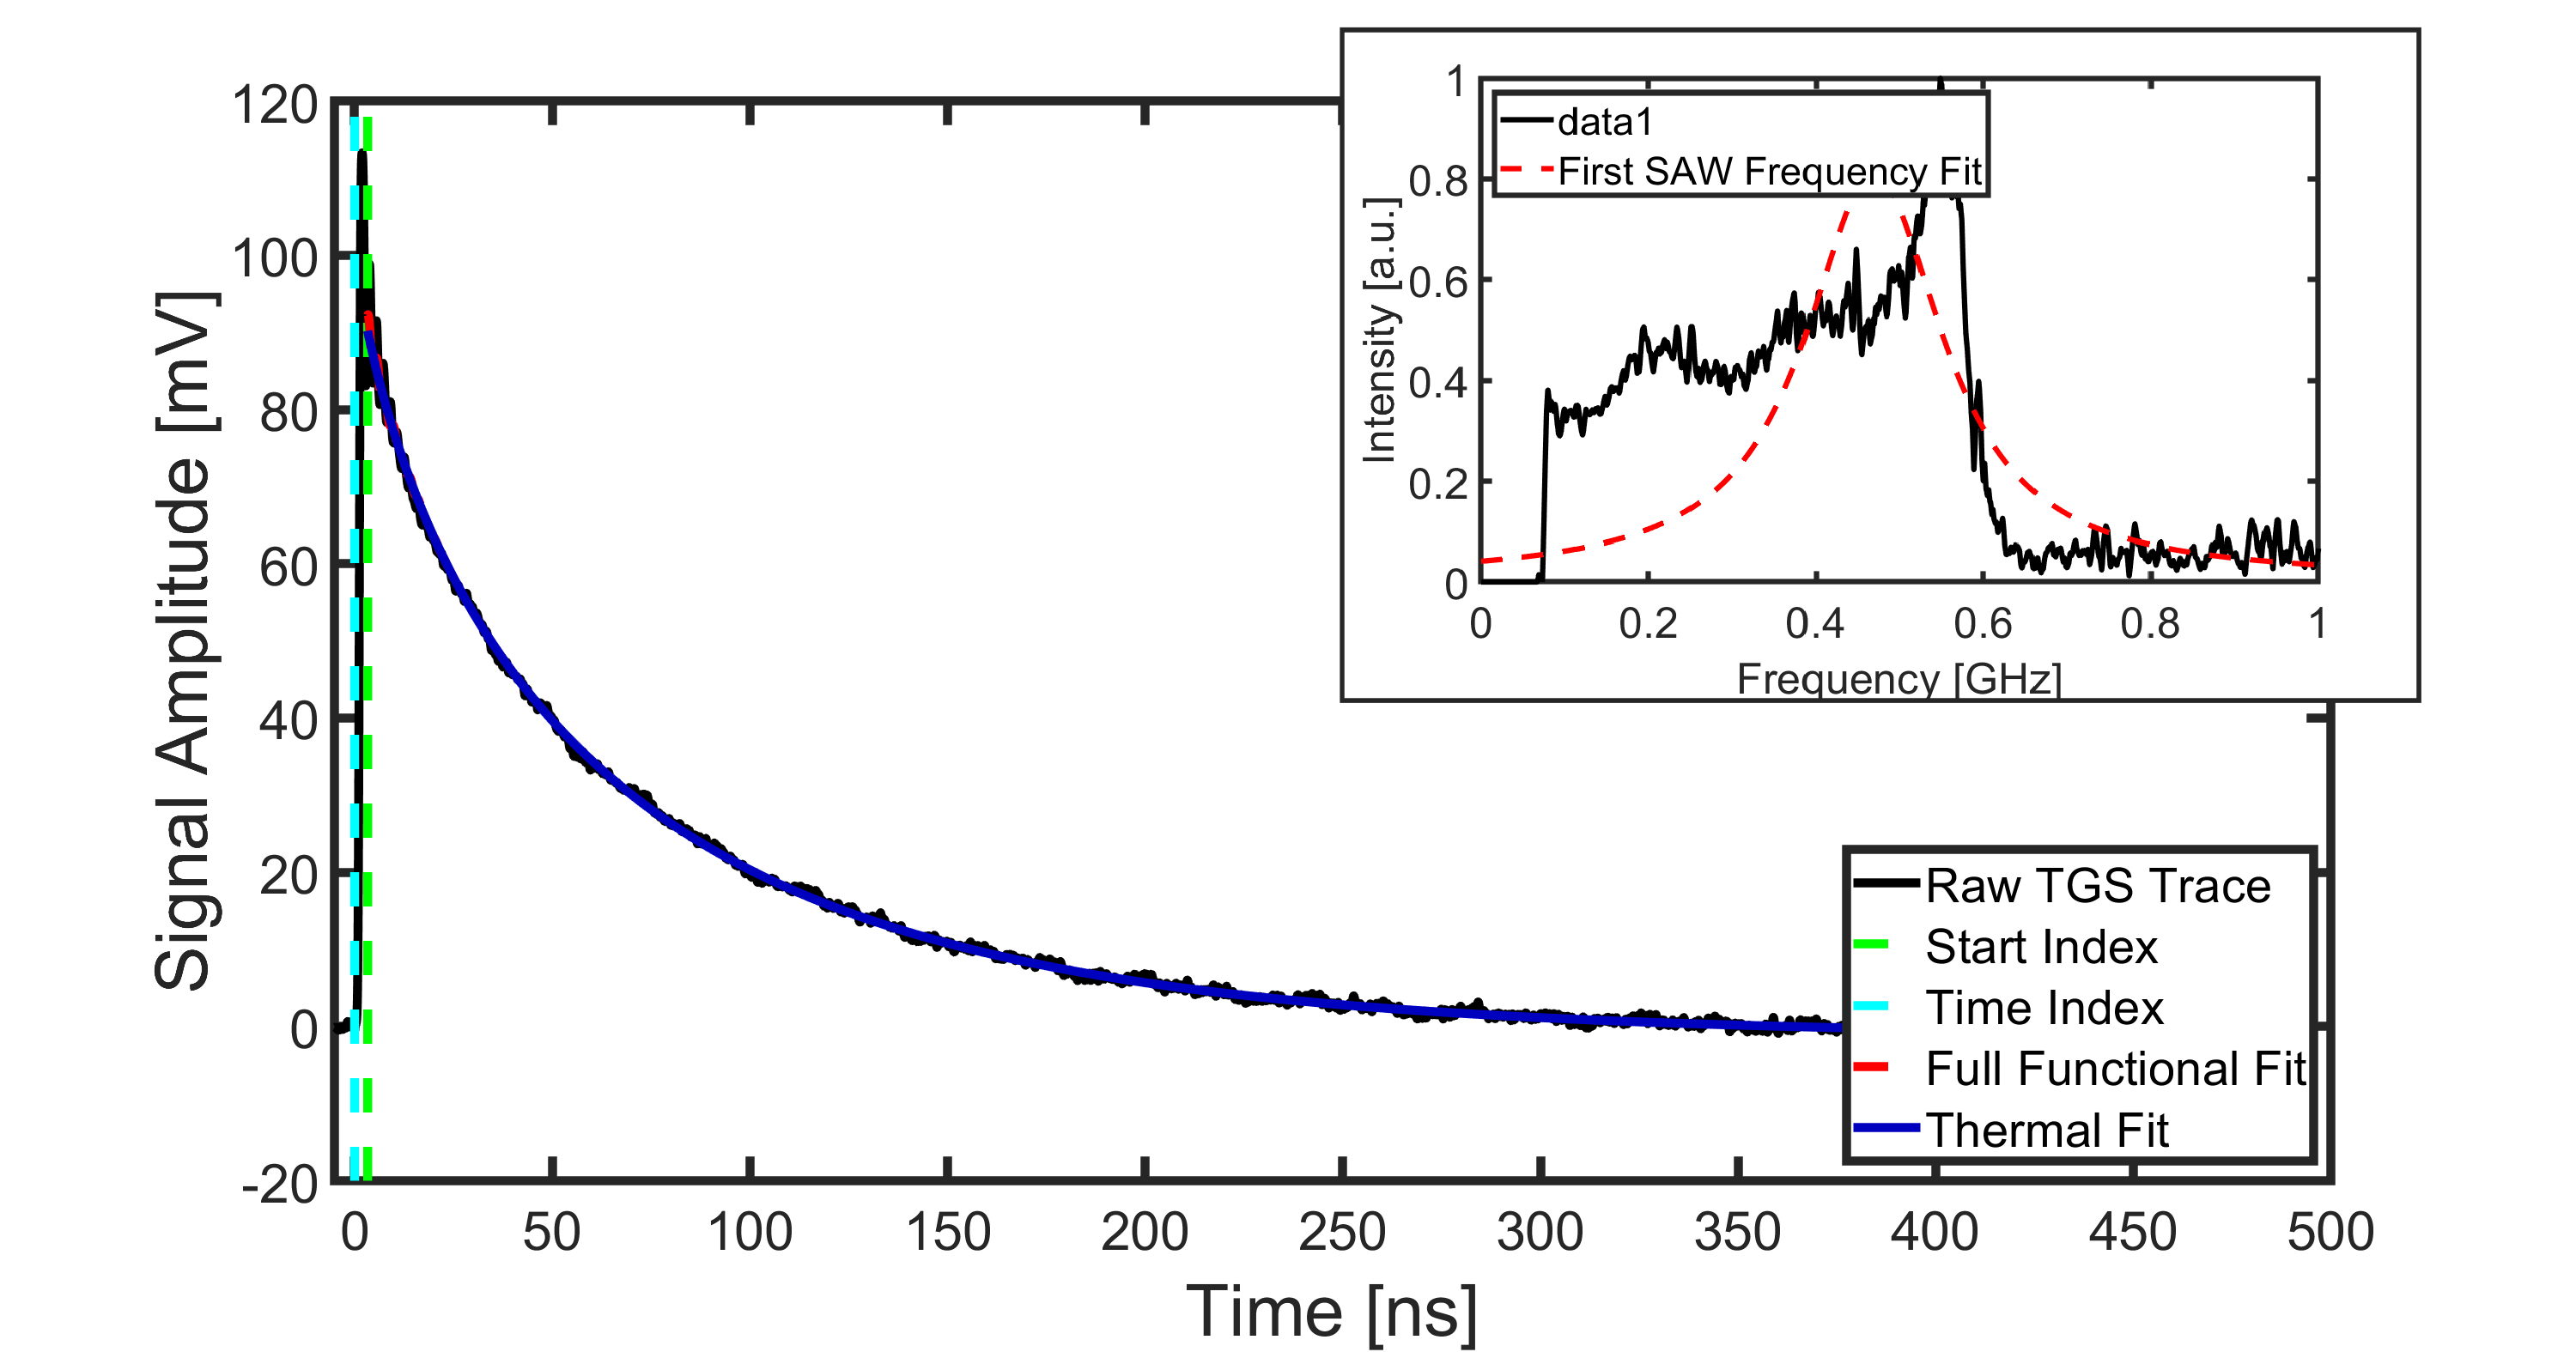 120
100
80
60
40
20
0
-20
Signal Amplitude [mV]
0 50 100 150 200 250 300 350 400 450 500
Time [ns]
1
0.8
0.6
0.4
0.2
0
Intensity [a.u.]
data1
First SAW Frequency Fit
0 0.2 0.4 0.6 0.8 1
Frequency [GHz]
Raw TGS Trace
Start Index
Time Index
Full Functional Fit
Thermal Fit